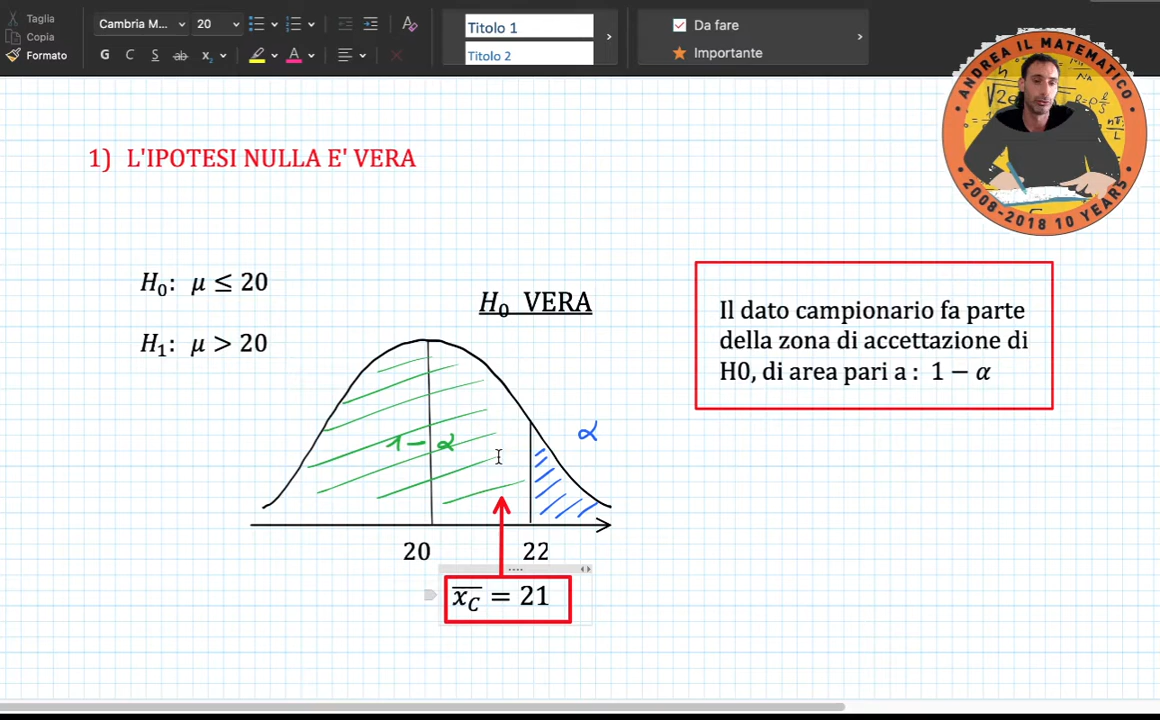 Taglia
Copia
Formato
Cambria M...
20
G C S ab x₂
A
Titolo 1
Titolo 2
Da fare
Importante
ANDREA IL MATEMATICO
2008-2018 10 YEARS
1) L'IPOTESI NULLA E' VERA
H₀: μ ≤ 20
H₁: μ > 20
H₀ VERA
Il dato campionario fa parte
della zona di accettazione di
H0, di area pari a : 1 − α
1 − α
α
20
22
x̅_C = 21